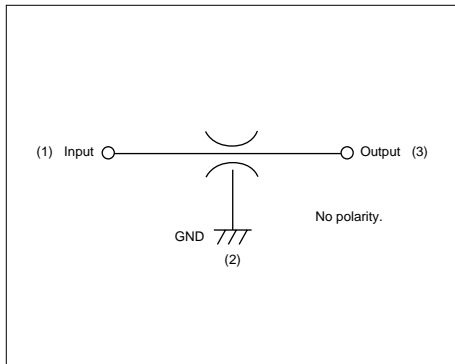 (1) Input Output (3)
No polarity.
GND
(2)